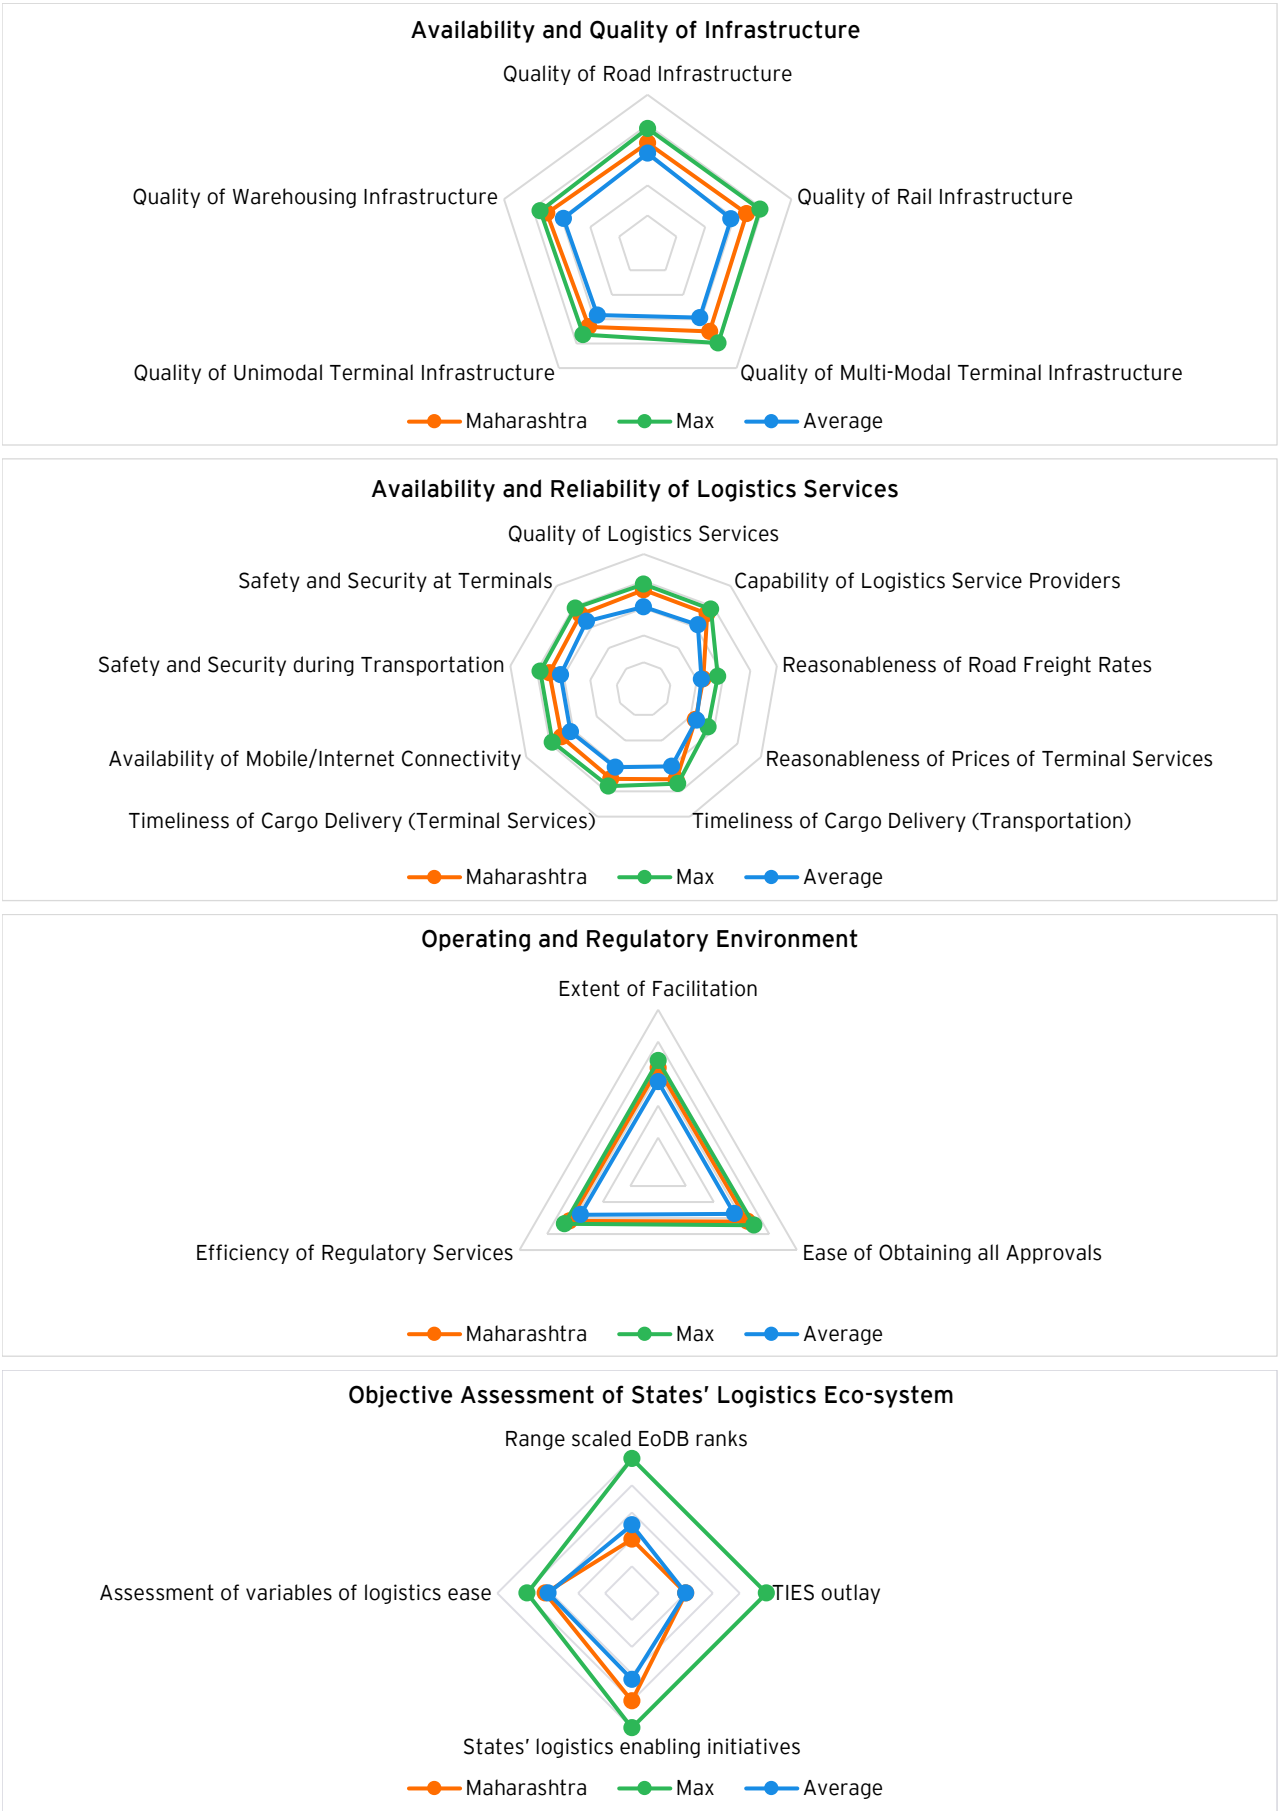 Availability and Quality of Infrastructure
Quality of Road Infrastructure
Quality of Warehousing Infrastructure
Quality of Rail Infrastructure
Quality of Unimodal Terminal Infrastructure
Quality of Multi-Modal Terminal Infrastructure
Maharashtra Max Average
Availability and Reliability of Logistics Services
Quality of Logistics Services
Safety and Security at Terminals
Capability of Logistics Service Providers
Safety and Security during Transportation
Reasonableness of Road Freight Rates
Availability of Mobile/Internet Connectivity
Reasonableness of Prices of Terminal Services
Timeliness of Cargo Delivery (Terminal Services)
Timeliness of Cargo Delivery (Transportation)
Maharashtra Max Average
Operating and Regulatory Environment
Extent of Facilitation
Efficiency of Regulatory Services
Ease of Obtaining all Approvals
Maharashtra Max Average
Objective Assessment of States’ Logistics Eco-system
Range scaled EoDB ranks
Assessment of variables of logistics ease
TIES outlay
States’ logistics enabling initiatives
Maharashtra Max Average